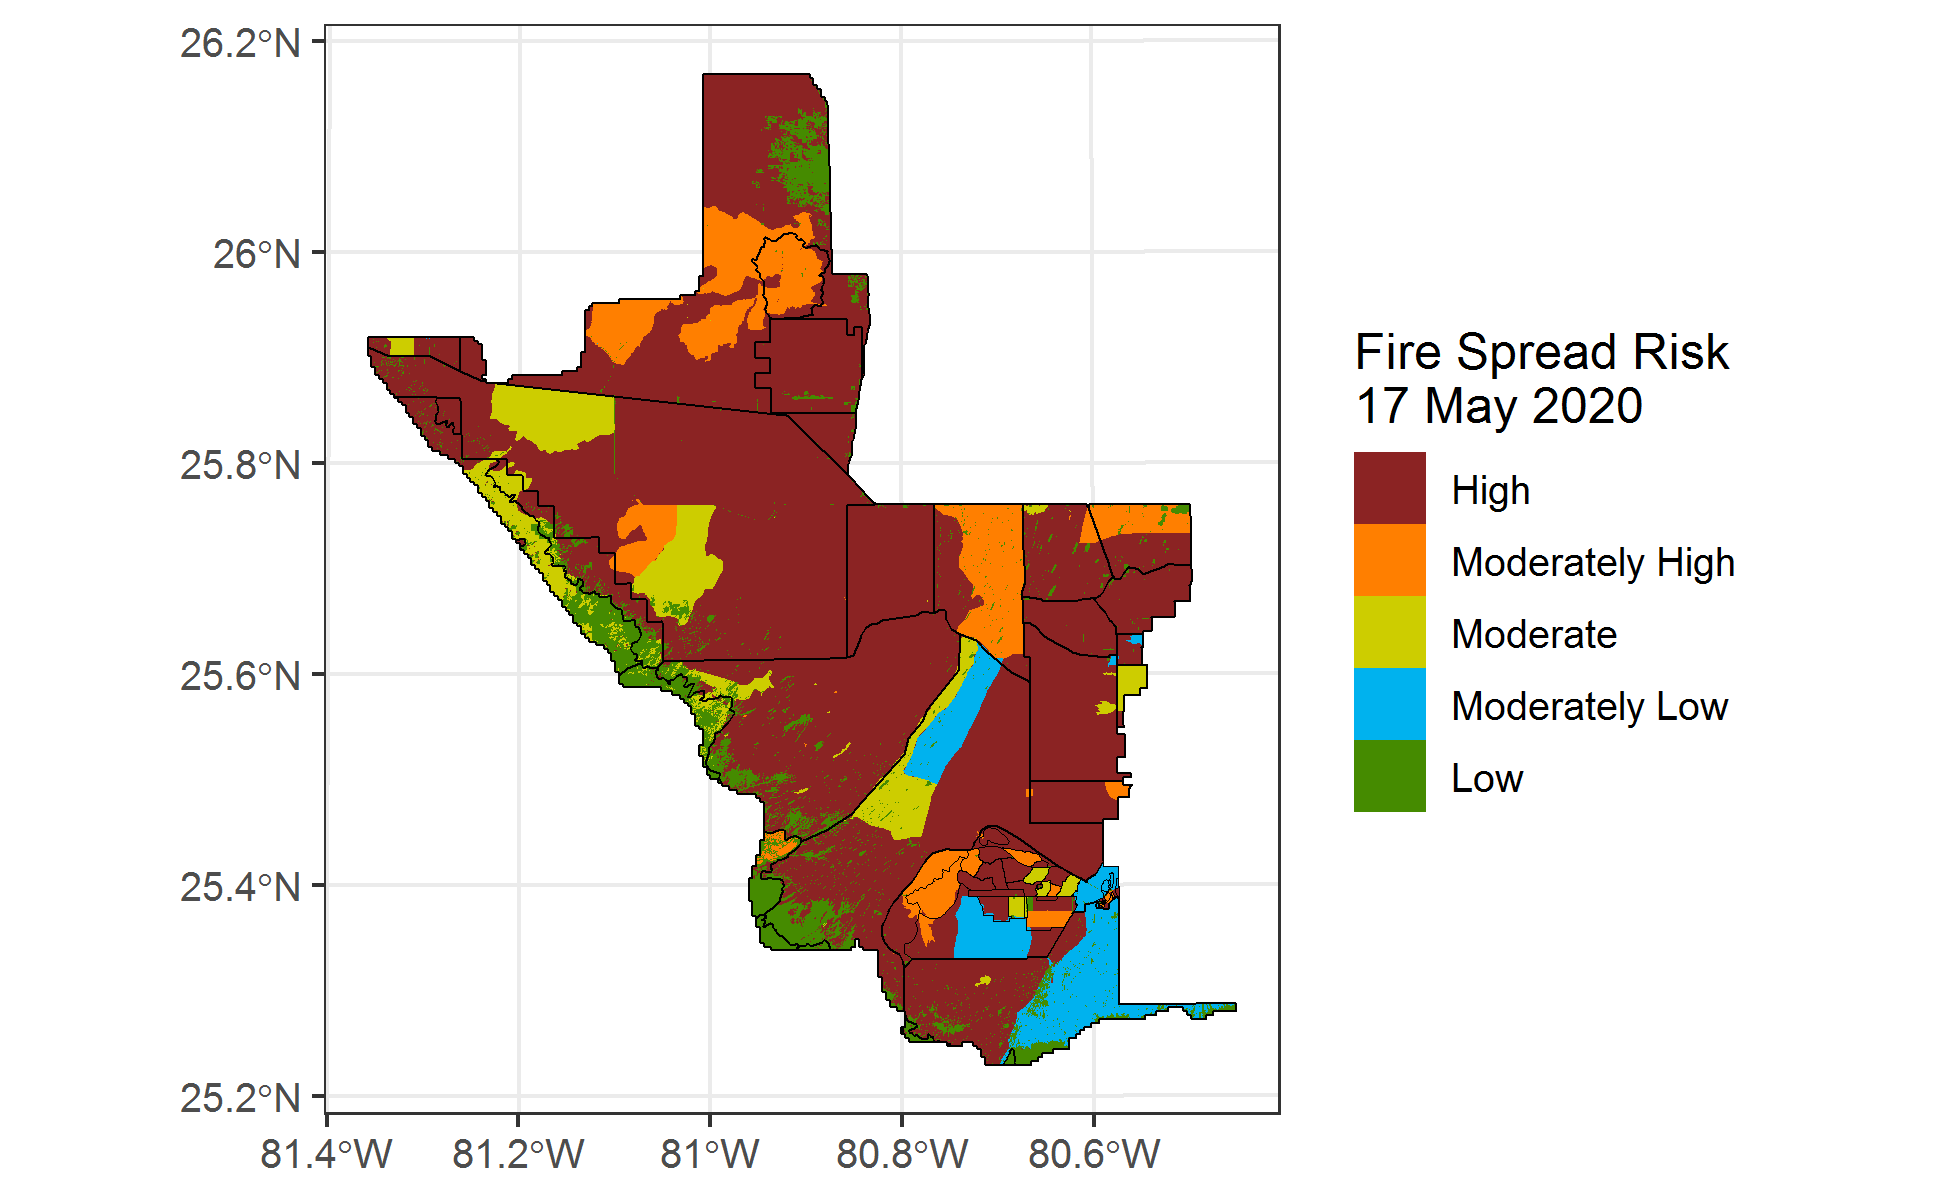 26.2°N
26°N
25.8°N
25.6°N
25.4°N
25.2°N
81.4°W
81.2°W
81°W
80.8°W
80.6°W
Fire Spread Risk
17 May 2020
High
Moderately High
Moderate
Moderately Low
Low